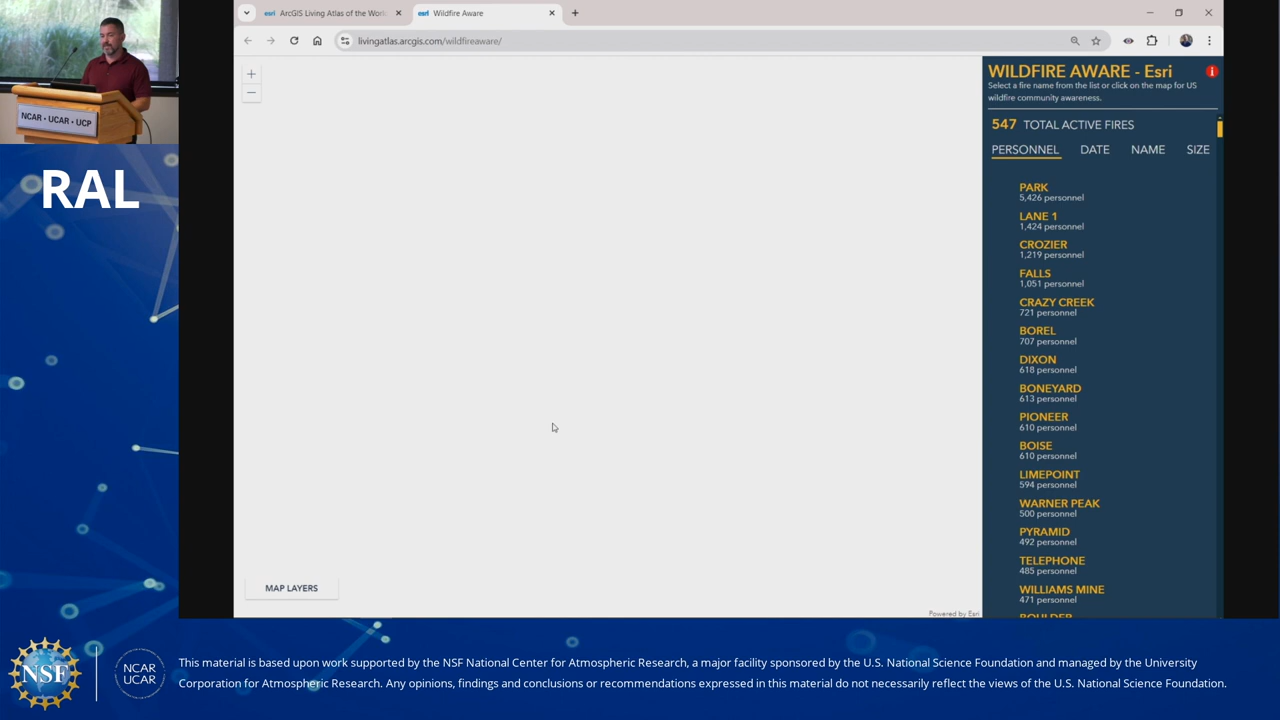 esri ArcGIS Living Atlas of the World
esri Wildfire Aware
livingatlas.arcgis.com/wildfireaware/
NCAR • UCAR • UCP
RAL
WILDFIRE AWARE - Esri
i
Select a fire name from the list or click on the map for US
wildfire community awareness.
547 TOTAL ACTIVE FIRES
PERSONNEL DATE NAME SIZE
PARK
5,426 personnel
LANE 1
1,424 personnel
CROZIER
1,219 personnel
FALLS
1,051 personnel
CRAZY CREEK
721 personnel
BOREL
707 personnel
DIXON
618 personnel
BONEYARD
613 personnel
PIONEER
610 personnel
BOISE
610 personnel
LIMEPOINT
594 personnel
WARNER PEAK
500 personnel
PYRAMID
492 personnel
TELEPHONE
485 personnel
WILLIAMS MINE
471 personnel
MAP LAYERS
Powered by Esri
NSF
NCAR
UCAR
This material is based upon work supported by the NSF National Center for Atmospheric Research, a major facility sponsored by the U.S. National Science Foundation and managed by the University
Corporation for Atmospheric Research. Any opinions, findings and conclusions or recommendations expressed in this material do not necessarily reflect the views of the U.S. National Science Foundation.